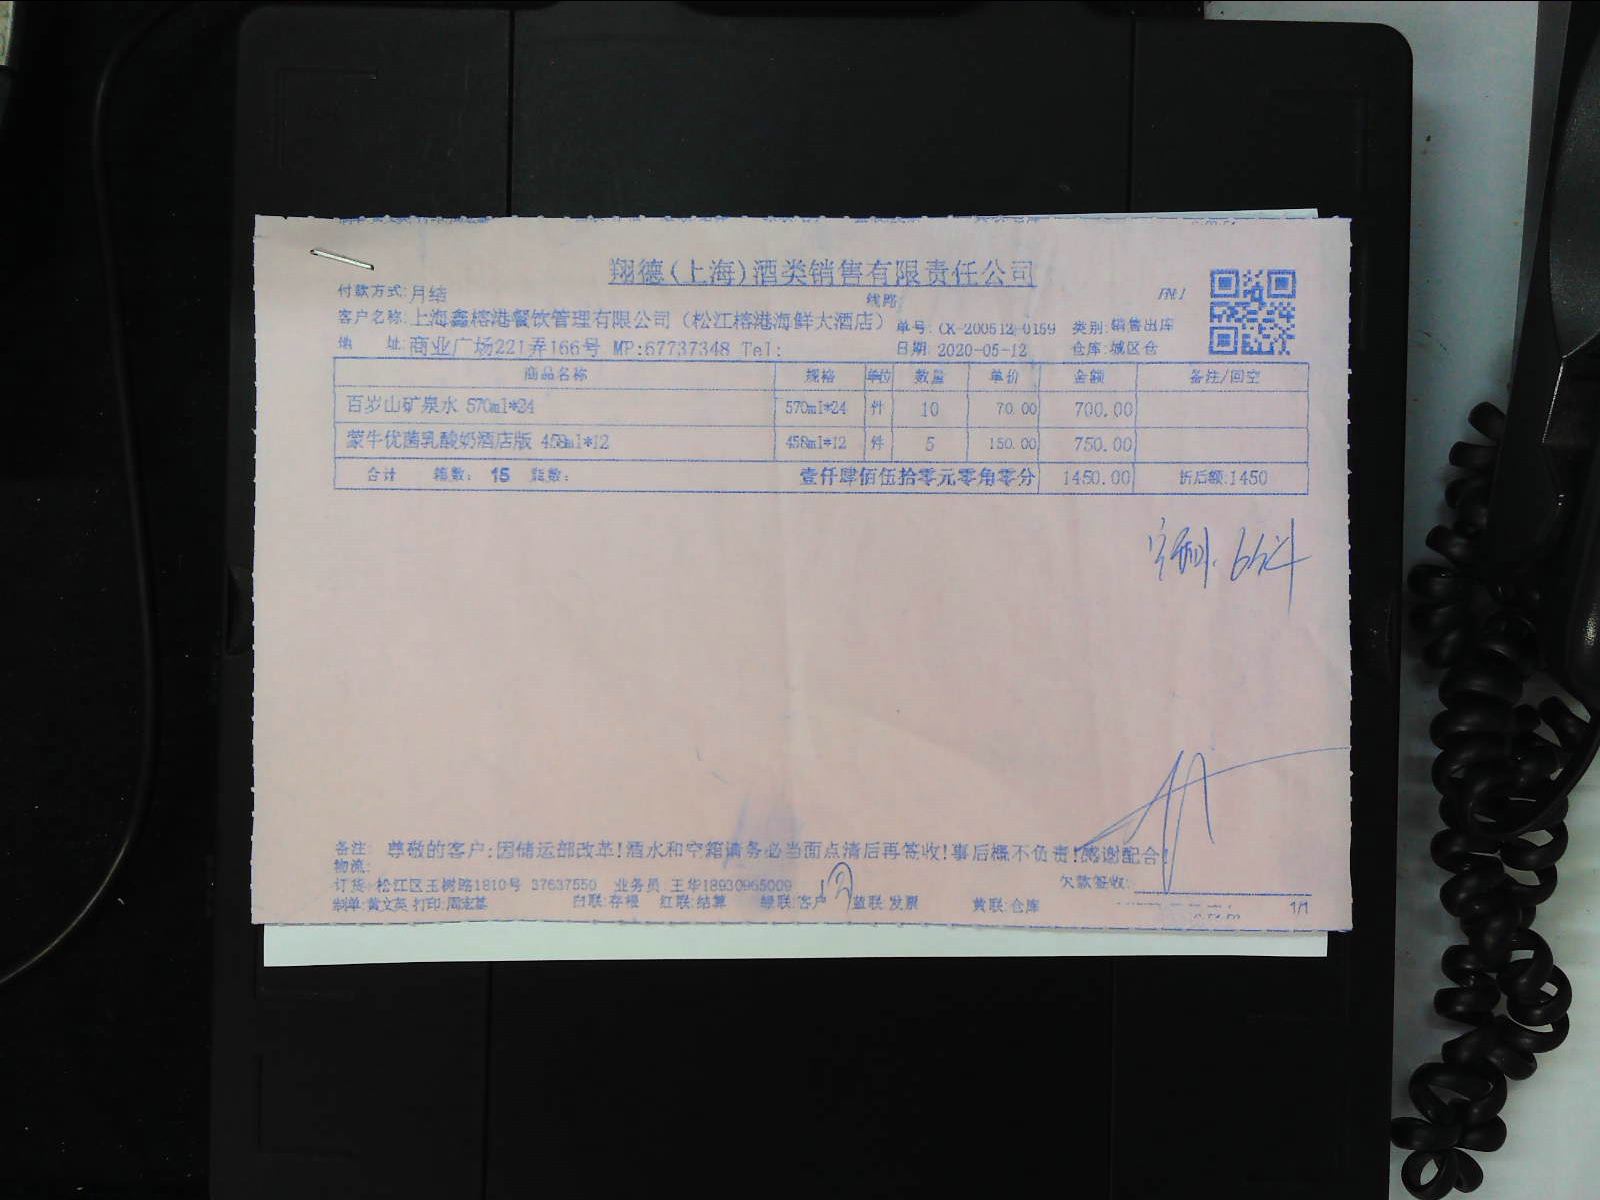 翔德(上海)酒类销售有限责任公司
付款方式:月结 线路:
客户名称:上海鑫榕港餐饮管理有限公司（松江榕港海鲜大酒店） 单号:CK-200512-0159 类别:销售出库
地 址:商业广场221弄166号 MP:67737348 Tel: 日期:2020-05-12 仓库:城区仓
商品名称 规格 单位 数量 单价 金额 备注/回空
百岁山矿泉水 570ml*24 570ml*24 件 10 70.00 700.00
蒙牛优菌乳酸奶酒店版 458ml*12 458ml*12 件 5 150.00 750.00
合计 箱数: 15 瓶数: 壹仟肆佰伍拾零元零角零分 1450.00 折后额:1450
备注: 尊敬的客户:因储运部改革!酒水和空箱请务必当面点清后再签收!事后概不负责!感谢配合!
物流:
订货 松江区玉树路1810号 37637550 业务员 王华18930965009 欠款签收:
制单:黄文英 打印:周宏基 白联:存根 红联:结算 绿联:客户 蓝联:发票 黄联:仓库 1/1